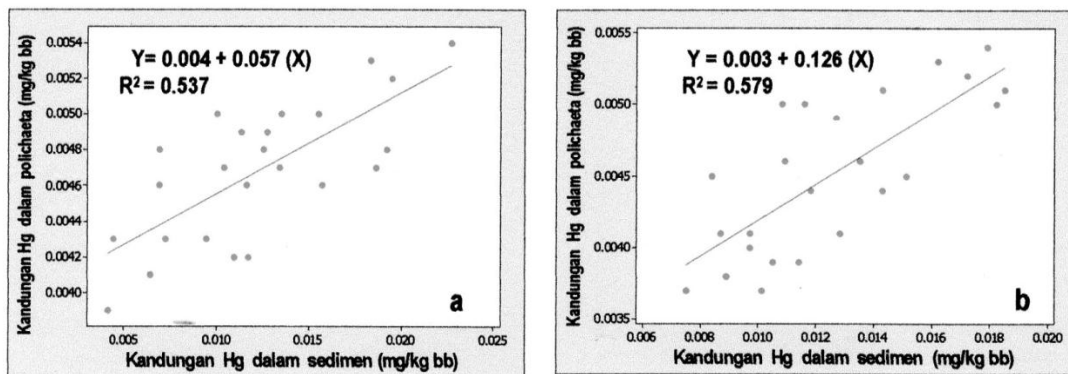 Y= 0.004 + 0.057 (X)
R² = 0.537
Kandungan Hg dalam polichaeta (mg/kg bb)
0.0054
0.0052
0.0050
0.0048
0.0046
0.0044
0.0042
0.0040
a
0.005
0.010
0.015
0.020
0.025
Kandungan Hg dalam sedimen (mg/kg bb)
Y = 0.003 + 0.126 (X)
R² = 0.579
Kandungan Hg dalam polichaeta (mg/kg bb)
0.0055
0.0050
0.0045
0.0040
0.0035
b
0.006
0.008
0.010
0.012
0.014
0.016
0.018
0.020
Kandungan Hg dalam sedimen (mg/kg bb)